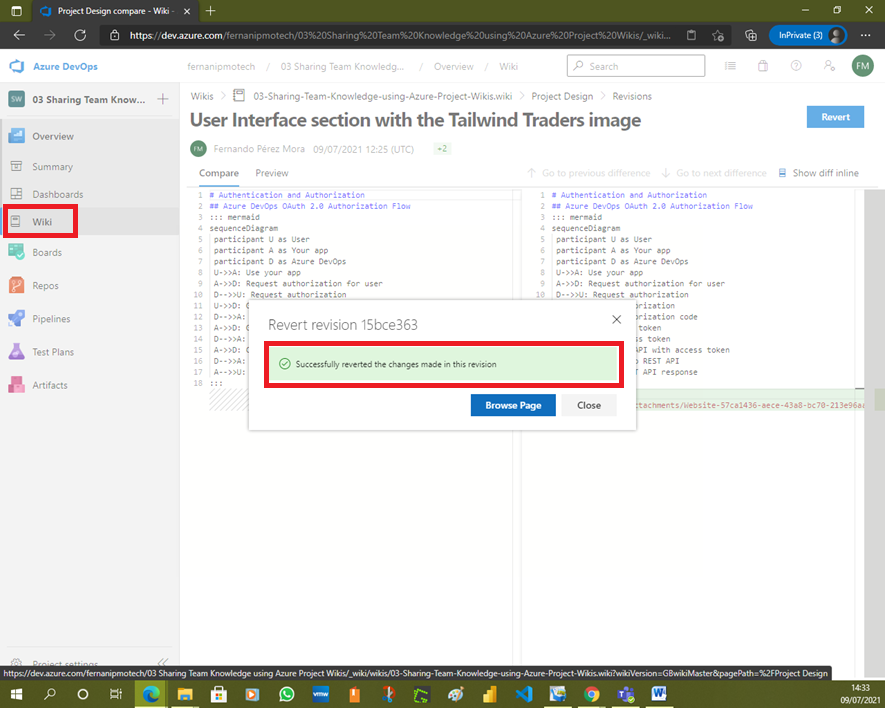 Project Design compare - Wiki -
https://dev.azure.com/fernanipmotech/03%20Sharing%20Team%20Knowledge%20using%20Azure%20Project%20Wikis/_wiki...
InPrivate (3)
Azure DevOps
fernanipmotech / 03 Sharing Team Knowledg... / Overview / Wiki
Search
FM
SW
03 Sharing Team Know...
Overview
Summary
Dashboards
Wiki
Boards
Repos
Pipelines
Test Plans
Artifacts
Project settings
Wikis > 03-Sharing-Team-Knowledge-using-Azure-Project-Wikis.wiki > Project Design > Revisions
User Interface section with the Tailwind Traders image
Revert
FM Fernando Pérez Mora 09/07/2021 12:25 (UTC) +2
Compare Preview
Go to previous difference Go to next difference Show diff inline
1 # Authentication and Authorization
2 ## Azure DevOps OAuth 2.0 Authorization Flow
3 ::: mermaid
4 sequenceDiagram
5 participant U as User
6 participant A as Your app
7 participant D as Azure DevOps
8 U->>A: Use your app
9 A->>D: Request authorization for user
10 D-->>U: Request authorization
11 U->>D:
12 D-->>A:
13 A->>D:
14 D-->>A:
15 A->>D:
16 D-->>A:
17 A-->>U:
18 :::
1 # Authentication and Authorization
2 ## Azure DevOps OAuth 2.0 Authorization Flow
3 ::: mermaid
4 sequenceDiagram
5 participant U as User
6 participant A as Your app
7 participant D as Azure DevOps
8 U->>A: Use your app
9 A->>D: Request authorization for user
10 D-->>U: Request authorization
orization
orization code
token
ss token
API with access token
REST API
T API response
tachments/Website-57ca1436-aece-43a8-bc70-213e96a
Revert revision 15bce363
Successfully reverted the changes made in this revision
Browse Page
Close
https://dev.azure.com/fernanipmotech/03 Sharing Team Knowledge using Azure Project Wikis/_wiki/wikis/03-Sharing-Team-Knowledge-using-Azure-Project-Wikis.wiki?wikiVersion=GBwikiMaster&pagePath=%2FProject Design
vmw
14:33
09/07/2021